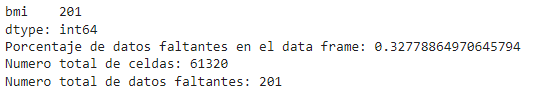 bmi    201
dtype: int64
Porcentaje de datos faltantes en el data frame: 0.32778864970645794
Numero total de celdas: 61320
Numero total de datos faltantes: 201